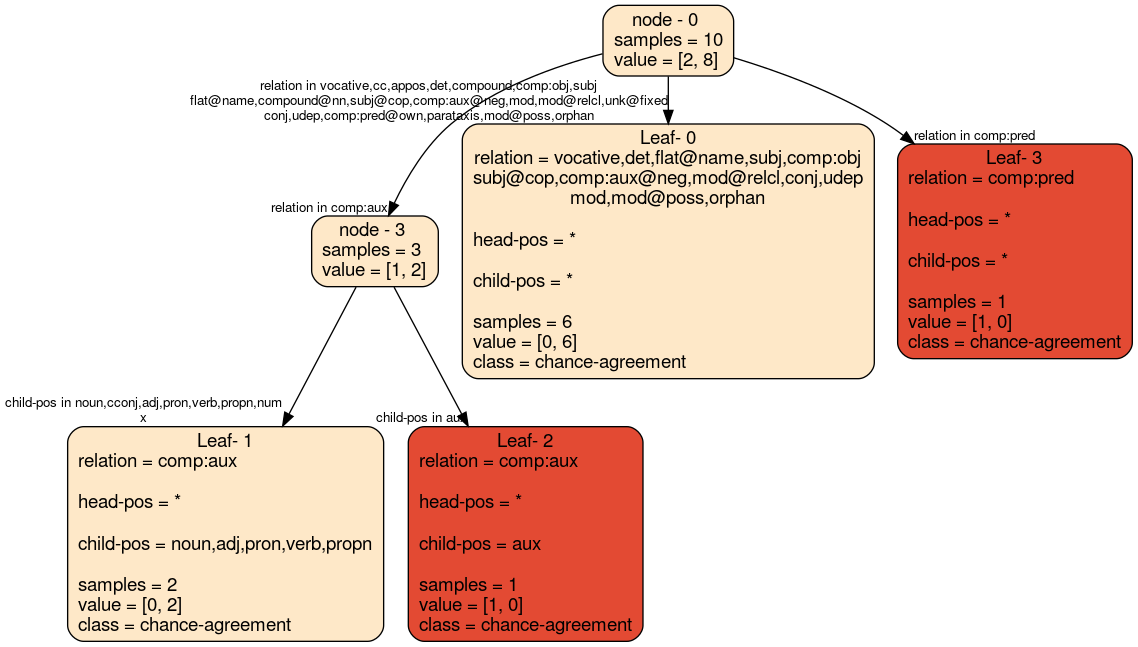 node - 0
samples = 10
value = [2, 8]
relation in vocative,cc,appos,det,compound,comp:obj,subj
flat@name,compound@nn,subj@cop,comp:aux@neg,mod,mod@relcl,unk@fixed
conj,udep,comp:pred@own,parataxis,mod@poss,orphan
relation in comp:pred
relation in comp:aux
node - 3
samples = 3
value = [1, 2]
Leaf- 0
relation = vocative,det,flat@name,subj,comp:obj
subj@cop,comp:aux@neg,mod@relcl,conj,udep
mod,mod@poss,orphan
head-pos = *
child-pos = *
samples = 6
value = [0, 6]
class = chance-agreement
Leaf- 3
relation = comp:pred
head-pos = *
child-pos = *
samples = 1
value = [1, 0]
class = chance-agreement
child-pos in noun,cconj,adj,pron,verb,propn,num
x
child-pos in aux
Leaf- 1
relation = comp:aux
head-pos = *
child-pos = noun,adj,pron,verb,propn
samples = 2
value = [0, 2]
class = chance-agreement
Leaf- 2
relation = comp:aux
head-pos = *
child-pos = aux
samples = 1
value = [1, 0]
class = chance-agreement